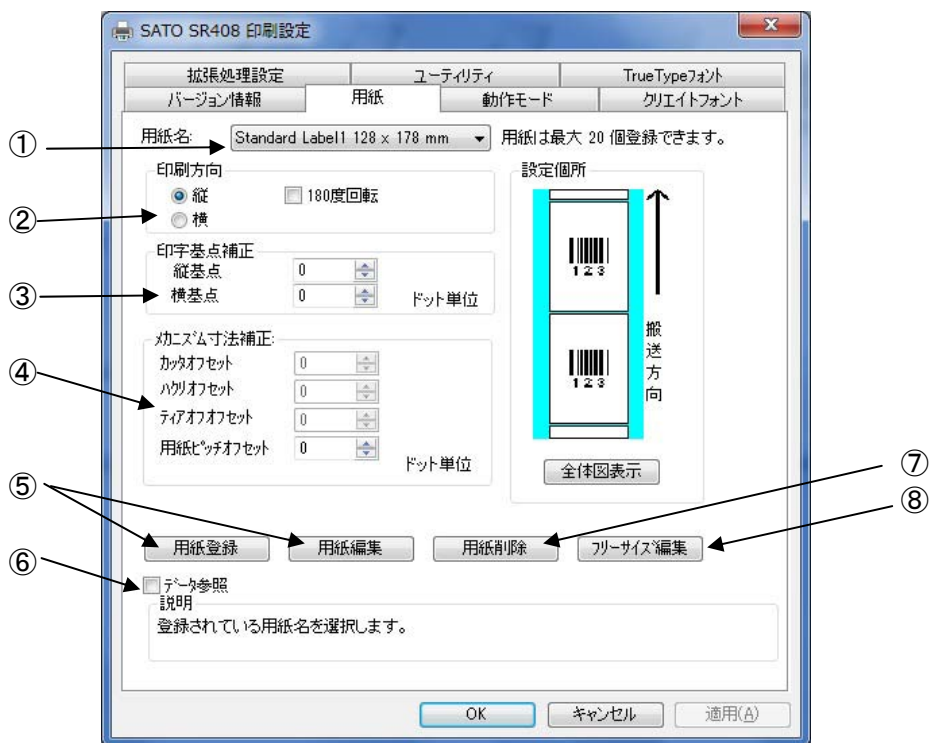 SATO SR408 印刷設定
拡張処理設定 ユーティリティ TrueTypeフォント
バージョン情報 用紙 動作モード クリエイトフォント
① 用紙名: Standard Label1 128 x 178 mm 用紙は最大 20 個登録できます。
印刷方向
縦 180度回転
② 横
印字基点補正
縦基点 0
③ 横基点 0 ドット単位
メカニズム寸法補正:
カッタオフセット 0
④ ハクリオフセット 0
ティアオフオフセット 0
用紙ピッチオフセット 0 ドット単位
設定個所
123
123
搬送方向
全体図表示
⑦
⑧
⑤ 用紙登録 用紙編集 用紙削除 フリーサイズ編集
⑥ データ参照
説明
登録されている用紙名を選択します。
OK キャンセル 適用(A)